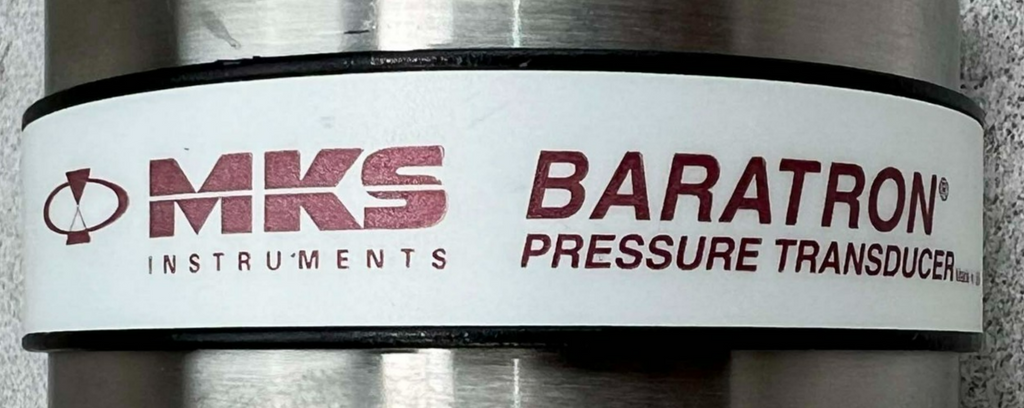 MKS
INSTRUMENTS
BARATRON®
PRESSURE TRANSDUCER